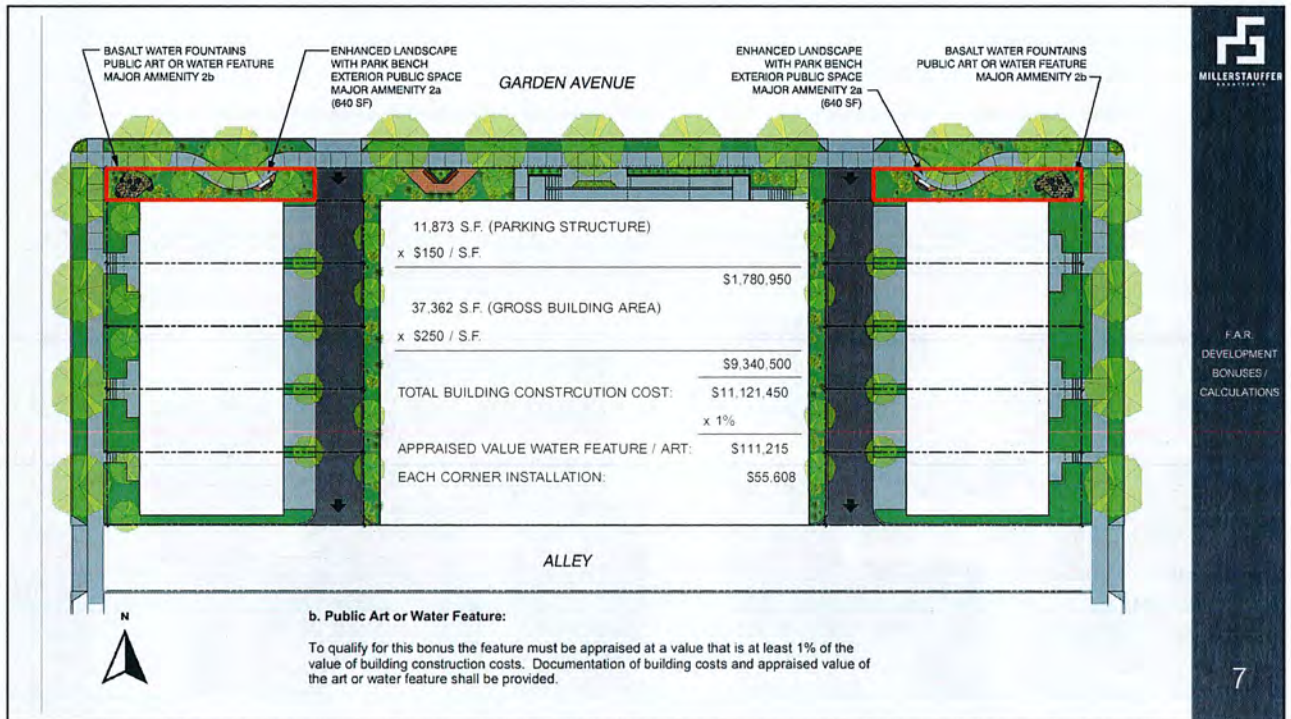 BASALT WATER FOUNTAINS
PUBLIC ART OR WATER FEATURE
MAJOR AMMENITY 2b
ENHANCED LANDSCAPE
WITH PARK BENCH
EXTERIOR PUBLIC SPACE
MAJOR AMMENITY 2a
(640 SF)
GARDEN AVENUE
ENHANCED LANDSCAPE
WITH PARK BENCH
EXTERIOR PUBLIC SPACE
MAJOR AMMENITY 2a
(640 SF)
BASALT WATER FOUNTAINS
PUBLIC ART OR WATER FEATURE
MAJOR AMMENITY 2b
11,873 S.F. (PARKING STRUCTURE)
x $150 / S.F.
$1,780,950
37,362 S.F. (GROSS BUILDING AREA)
x $250 / S.F.
$9,340,500
TOTAL BUILDING CONSTRCUTION COST: $11,121,450
x 1%
APPRAISED VALUE WATER FEATURE / ART: $111,215
EACH CORNER INSTALLATION: $55,608
ALLEY
N
b. Public Art or Water Feature:
To qualify for this bonus the feature must be appraised at a value that is at least 1% of the
value of building construction costs. Documentation of building costs and appraised value of
the art or water feature shall be provided.
MILLERSTAUFFER
ARCHITECTS
F.A.R.
DEVELOPMENT
BONUSES /
CALCULATIONS
7